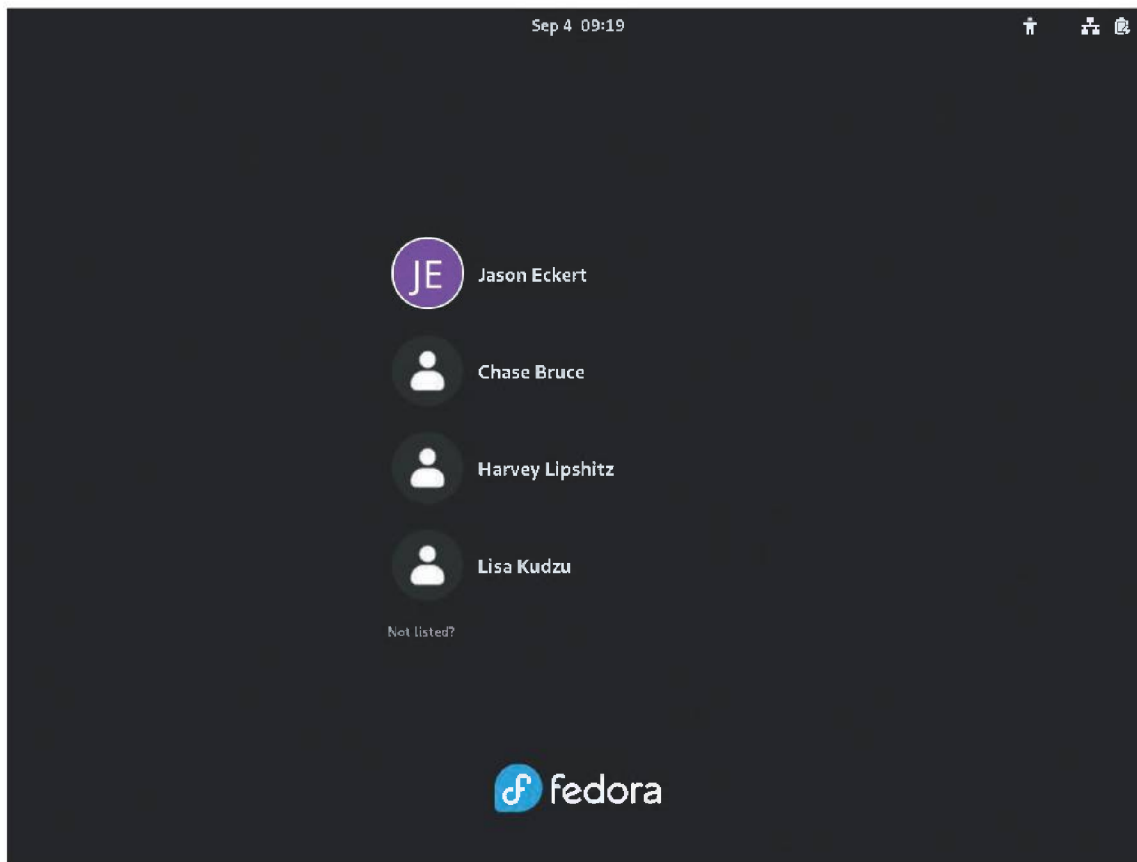 Sep 4 09:19
JE
Jason Eckert
Chase Bruce
Harvey Lipshitz
Lisa Kudzu
Not listed?
fedora